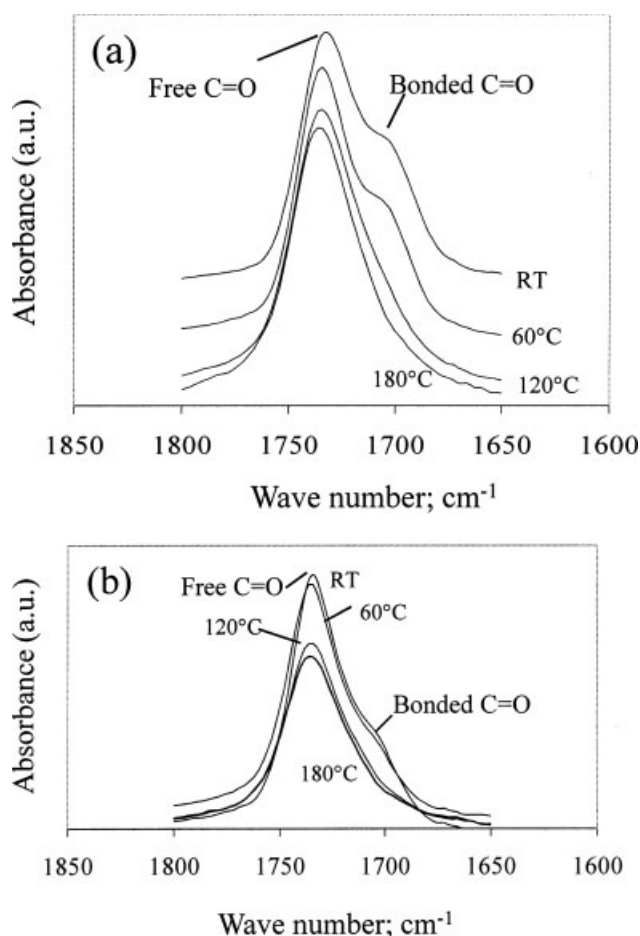 (a)
Free C=O
Bonded C=O
RT
60°C
180°C
120°C
Absorbance (a.u.)
1850
1800
1750
1700
1650
1600
Wave number; cm-1
(b)
Free C=O
RT
60°C
120°C
Bonded C=O
180°C
Absorbance (a.u.)
1850
1800
1750
1700
1650
1600
Wave number; cm-1